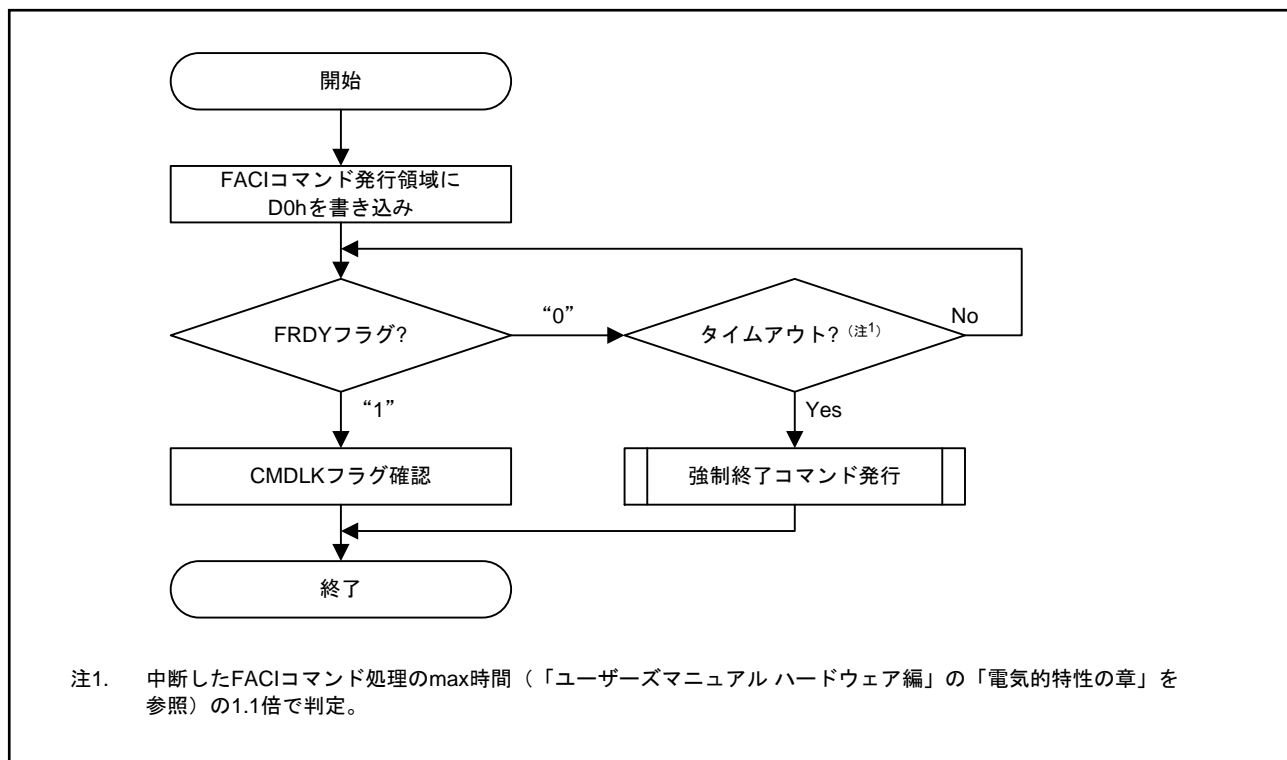 開始
FACIコマンド発行領域に
D0hを書き込み
FRDYフラグ?
“0”
タイムアウト? (注1)
No
“1”
Yes
CMDLKフラグ確認
強制終了コマンド発行
終了
注1. 中断したFACIコマンド処理のmax時間（「ユーザーズマニュアル ハードウェア編」の「電気的特性の章」を
参照）の1.1倍で判定。